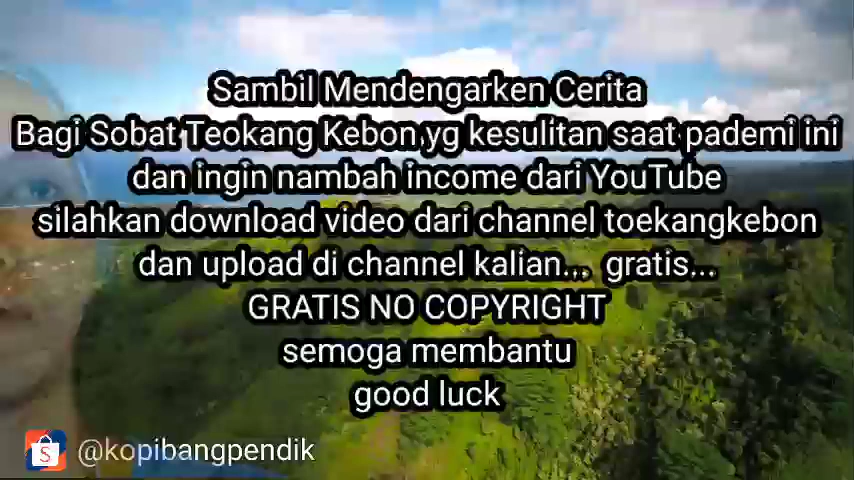 Sambil Mendengarken Cerita
Bagi Sobat Teokang Kebon,yg kesulitan saat pademi ini
dan ingin nambah income dari YouTube
silahkan download video dari channel toekangkebon
dan upload di channel kalian,,, gratis...
GRATIS NO COPYRIGHT
semoga membantu
good luck
S @kopibangpendik